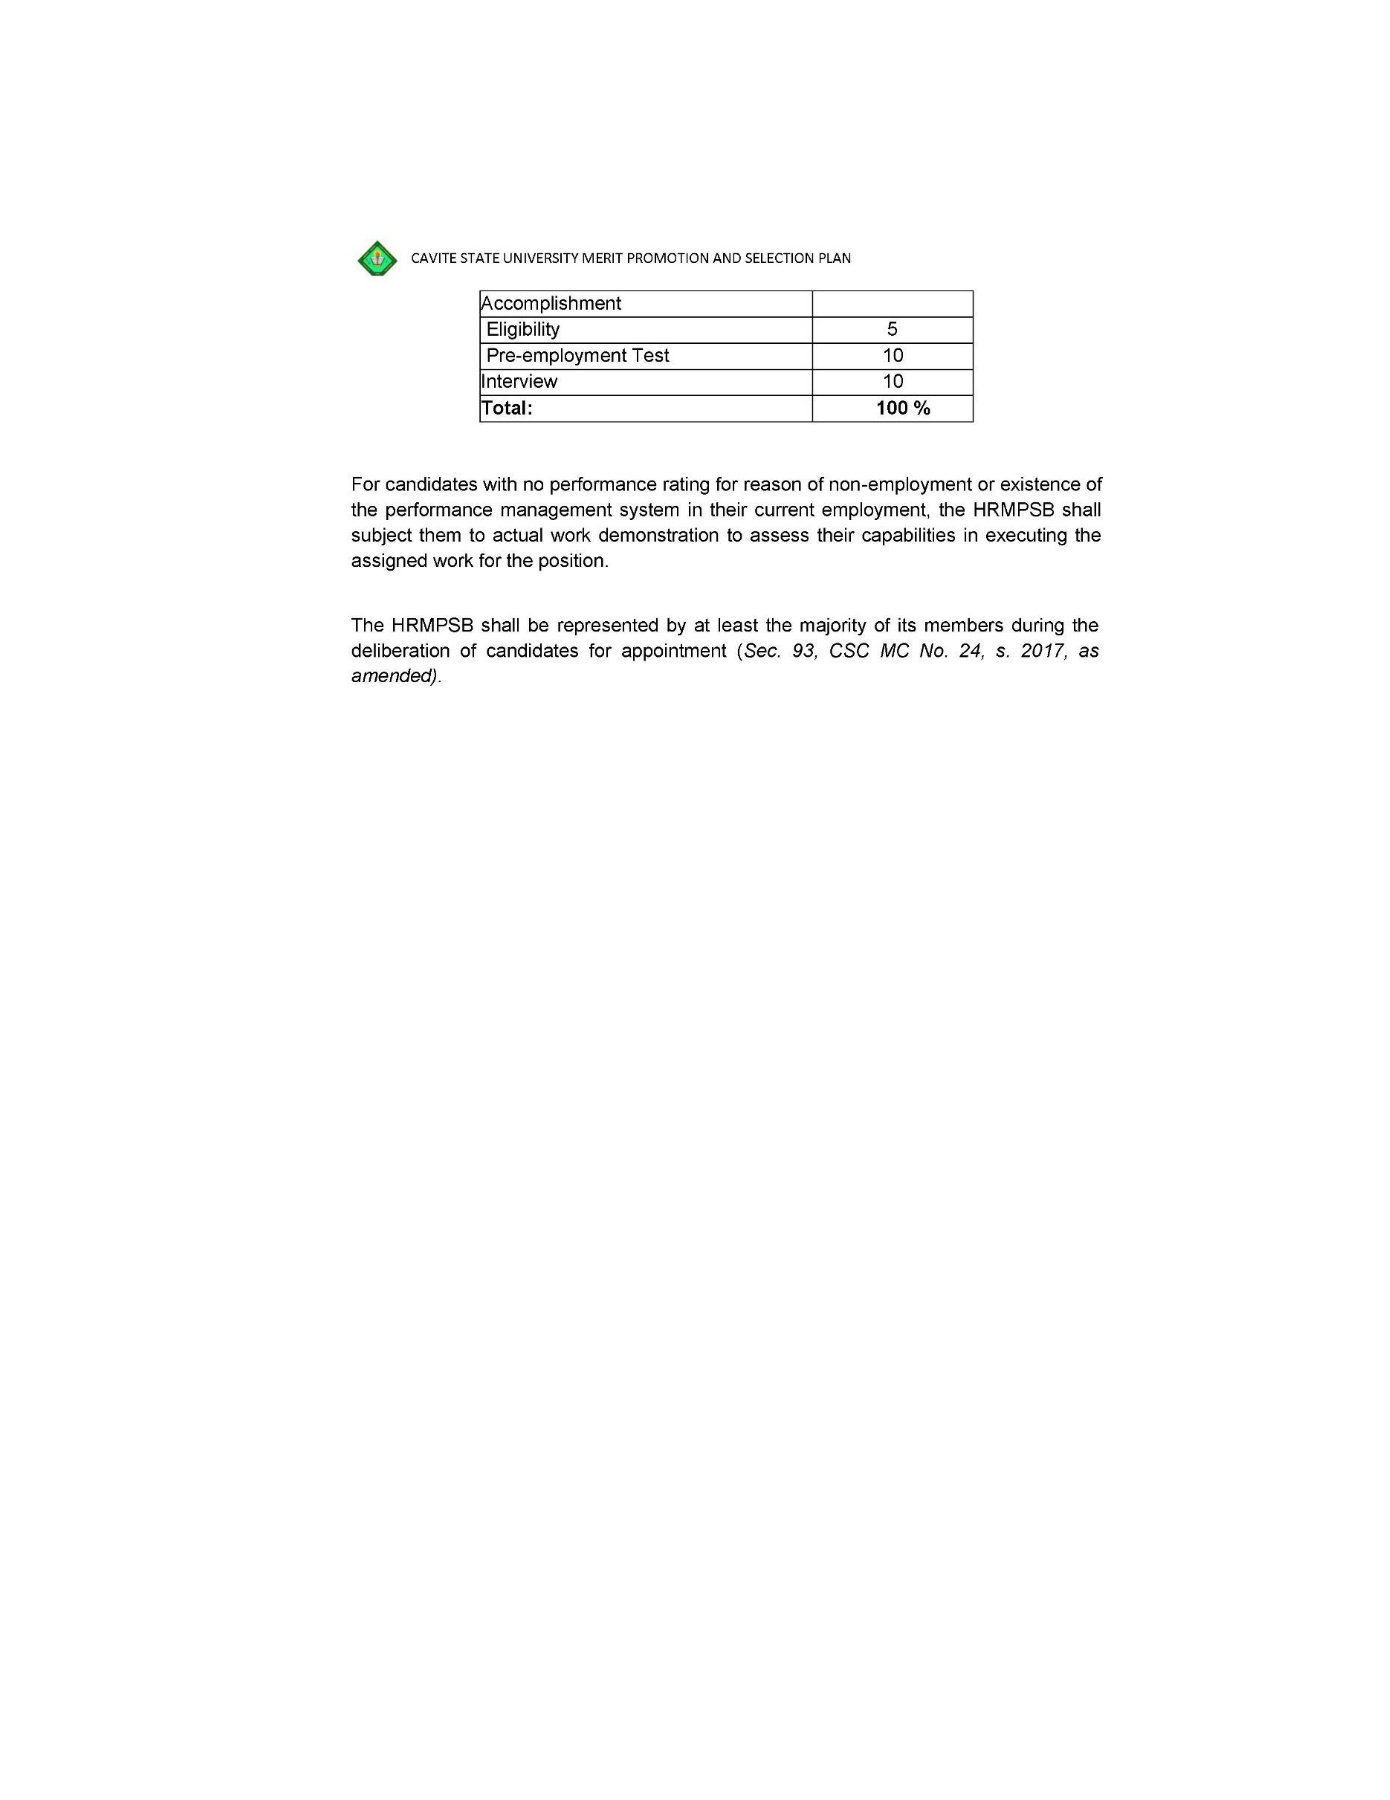 CAVITE STATE UNIVERSITY MERIT PROMOTION AND SELECTION PLAN
Accomplishment
Eligibility 5
Pre-employment Test 10
Interview 10
Total: 100 %
For candidates with no performance rating for reason of non-employment or existence of
the performance management system in their current employment, the HRMPSB shall
subject them to actual work demonstration to assess their capabilities in executing the
assigned work for the position.
The HRMPSB shall be represented by at least the majority of its members during the
deliberation of candidates for appointment (Sec. 93, CSC MC No. 24, s. 2017, as
amended).